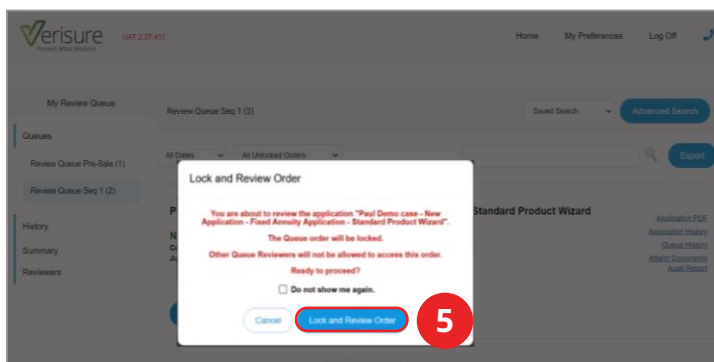 Verisure
UAT 2.37.411
Home My Preferences Log Off
My Review Queue
Review Queue Seq 1 (2)
Saved Search
Advanced Search
Queues
Review Queue Pre-Sale (1)
Review Queue Seq 1 (2)
History
Summary
Reviewers
All Dates
All Unlocked Orders
Export
Standard Product Wizard
Application PDF
Application History
Queue History
Attach Documents
Audit Report
Lock and Review Order
You are about to review the application "Paul Demo case - New
Application - Fixed Annuity Application - Standard Product Wizard".
The Queue order will be locked.
Other Queue Reviewers will not be allowed to access this order.
Ready to proceed?
Do not show me again.
Cancel
Lock and Review Order
5